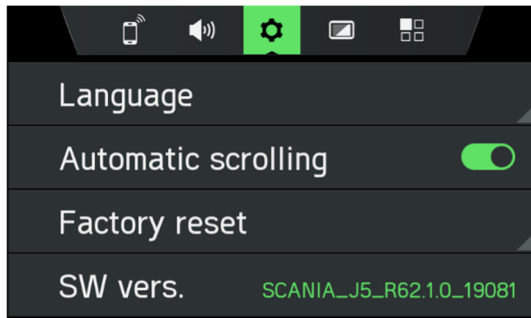 Language
Automatic scrolling
Factory reset
SW vers. SCANIA_J5_R62.1.0_19081